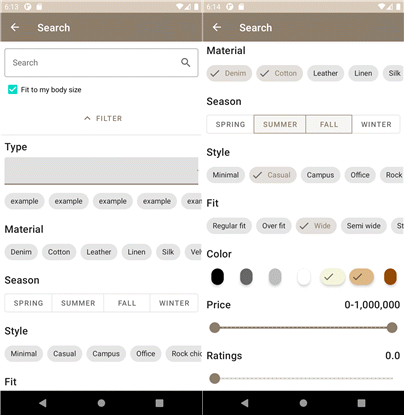 6:13
Search
Search
Fit to my body size
FILTER
Type
example example example example exam
Material
Denim Cotton Leather Linen Silk Vel
Season
SPRING SUMMER FALL WINTER
Style
Minimal Casual Campus Office Rock chic
Fit
6:14
Search
Material
Denim Cotton Leather Linen Silk
Season
SPRING SUMMER FALL WINTER
Style
Minimal Casual Campus Office Rock
Fit
Regular fit Over fit Wide Semi wide St
Color
Price 0-1,000,000
Ratings 0.0